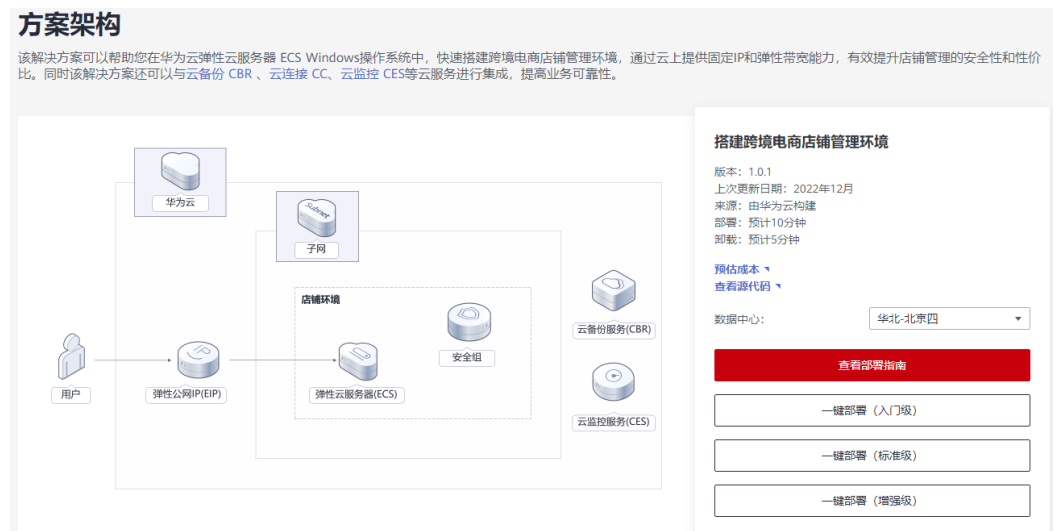 方案架构
该解决方案可以帮助您在华为云弹性云服务器 ECS Windows操作系统中，快速搭建跨境电商店铺管理环境，通过云上提供固定IP和弹性带宽能力，有效提升店铺管理的安全性和性价
比。同时该解决方案还可以与云备份 CBR 、云连接 CC、云监控 CES等云服务进行集成，提高业务可靠性。
华为云
Subnet
子网
店铺环境
安全组
用户
IP
弹性公网IP(EIP)
弹性云服务器(ECS)
云备份服务(CBR)
云监控服务(CES)
搭建跨境电商店铺管理环境
版本：1.0.1
上次更新日期：2022年12月
来源：由华为云构建
部署：预计10分钟
卸载：预计5分钟
预估成本
查看源代码
数据中心：
华北-北京四
查看部署指南
一键部署（入门级）
一键部署（标准级）
一键部署（增强级）